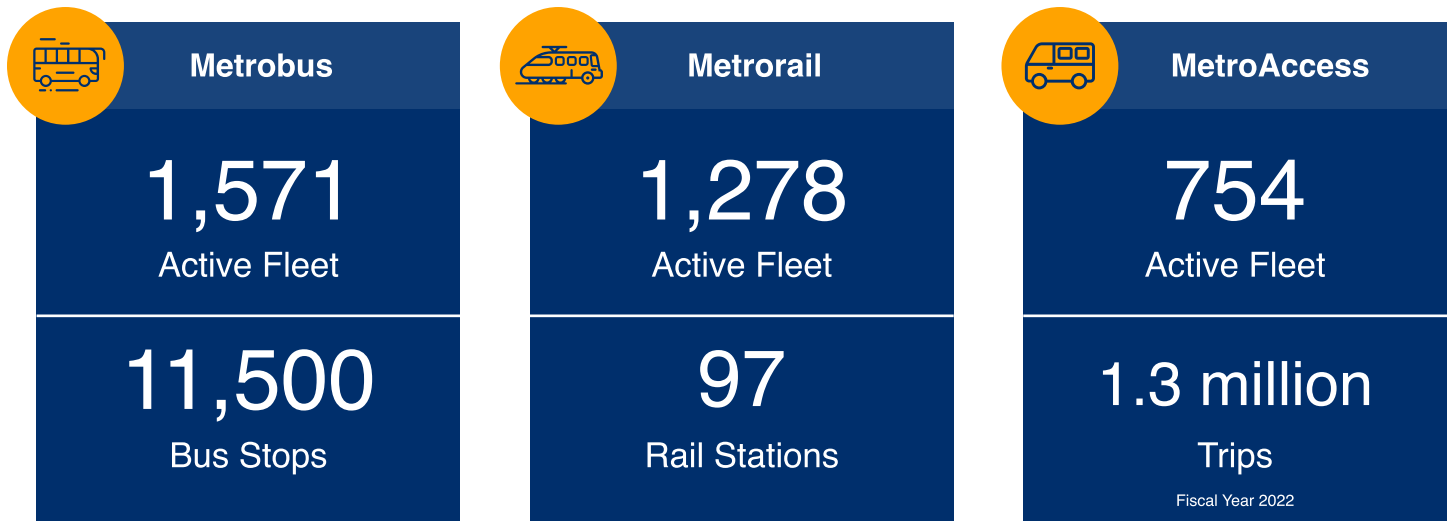 Metrobus
1,571
Active Fleet
11,500
Bus Stops
Metrorail
1,278
Active Fleet
97
Rail Stations
MetroAccess
754
Active Fleet
1.3 million
Trips
Fiscal Year 2022